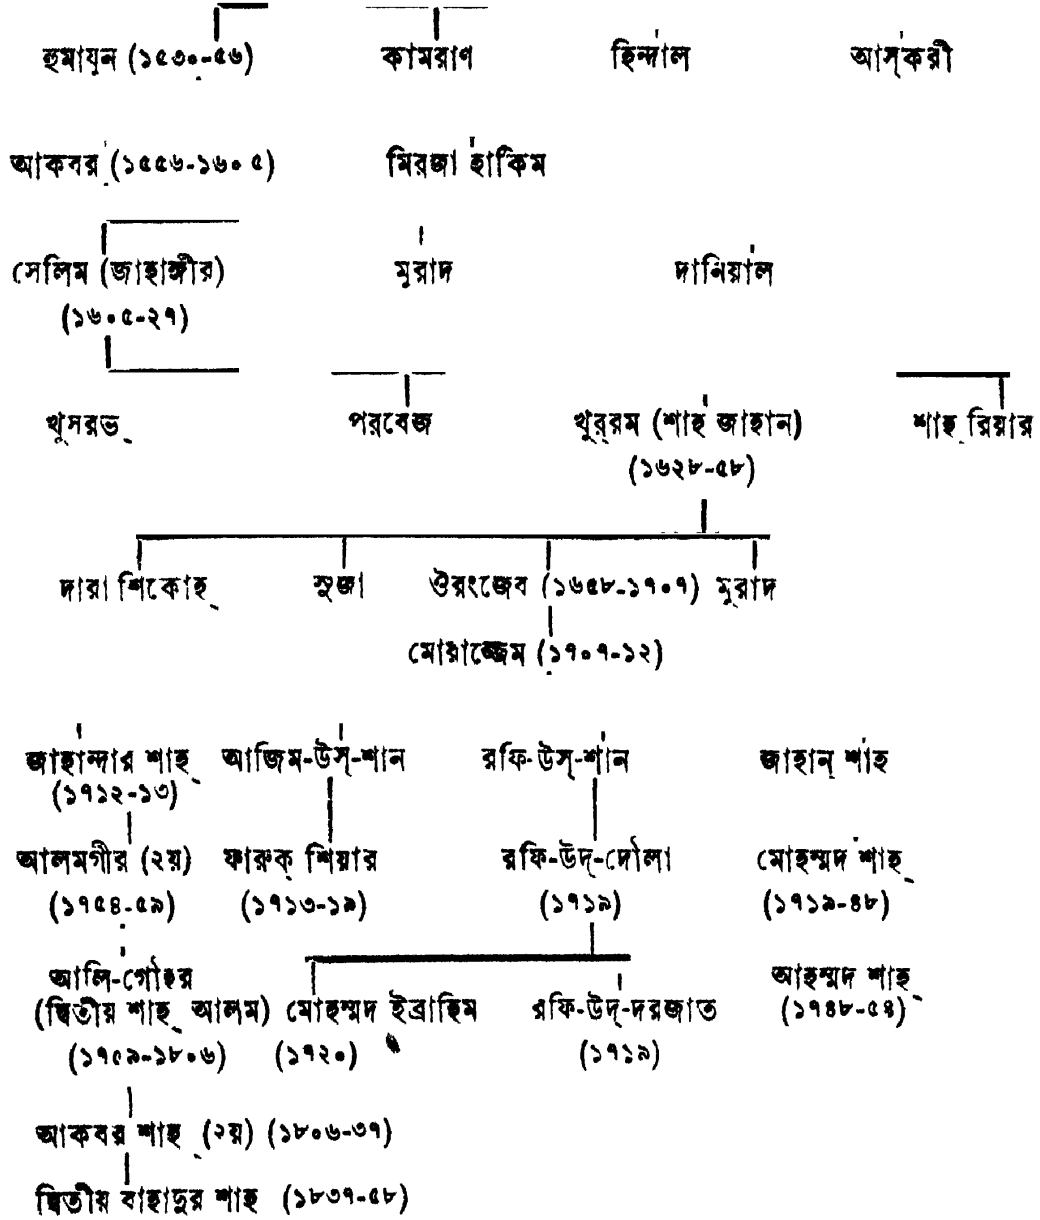 হুমায়ুন (১৫৩০-৫৬) কামরাণ হিন্দাল আস্‌করী
আকবর (১৫৫৬-১৬০৫) মিরজা হাকিম
সেলিম (জাহাঙ্গীর) মুরাদ দানিয়াল
(১৬০৫-২৭)
খুসরভ্‌ পর্‌বেজ খুর্‌রম (শাহ জাহান) শাহ্‌রিয়ার
(১৬২৮-৫৮)
দারা শিকোহ্‌ সুজা ঔরংজেব (১৬৫৮-১৭০৭) মুরাদ
মোয়াজ্জেম (১৭০৭-১২)
জাহান্দার শাহ্‌ আজিম-উস্‌-শান রফি-উস্‌-শান জাহান্‌ শাহ
(১৭১২-১৩)
আলমগীর (২য়) ফারুক্‌ শিয়ার রফি-উদ্‌-দৌলা মোহম্মদ শাহ্‌
(১৭৫৪-৫৯) (১৭১৩-১৯) (১৭১৯) (১৭১৯-৪৮)
আলি-গৌহর আহম্মদ শাহ্‌
(দ্বিতীয় শাহ্‌ আলম) মোহম্মদ ইব্রাহিম রফি-উদ্‌-দরজাত (১৭৪৮-৫৪)
(১৭৫৯-১৮০৬) (১৭২০) (১৭১৯)
আকবর শাহ্‌ (২য়) (১৮০৬-৩৭)
দ্বিতীয় বাহাদুর শাহ (১৮৩৭-৫৮)